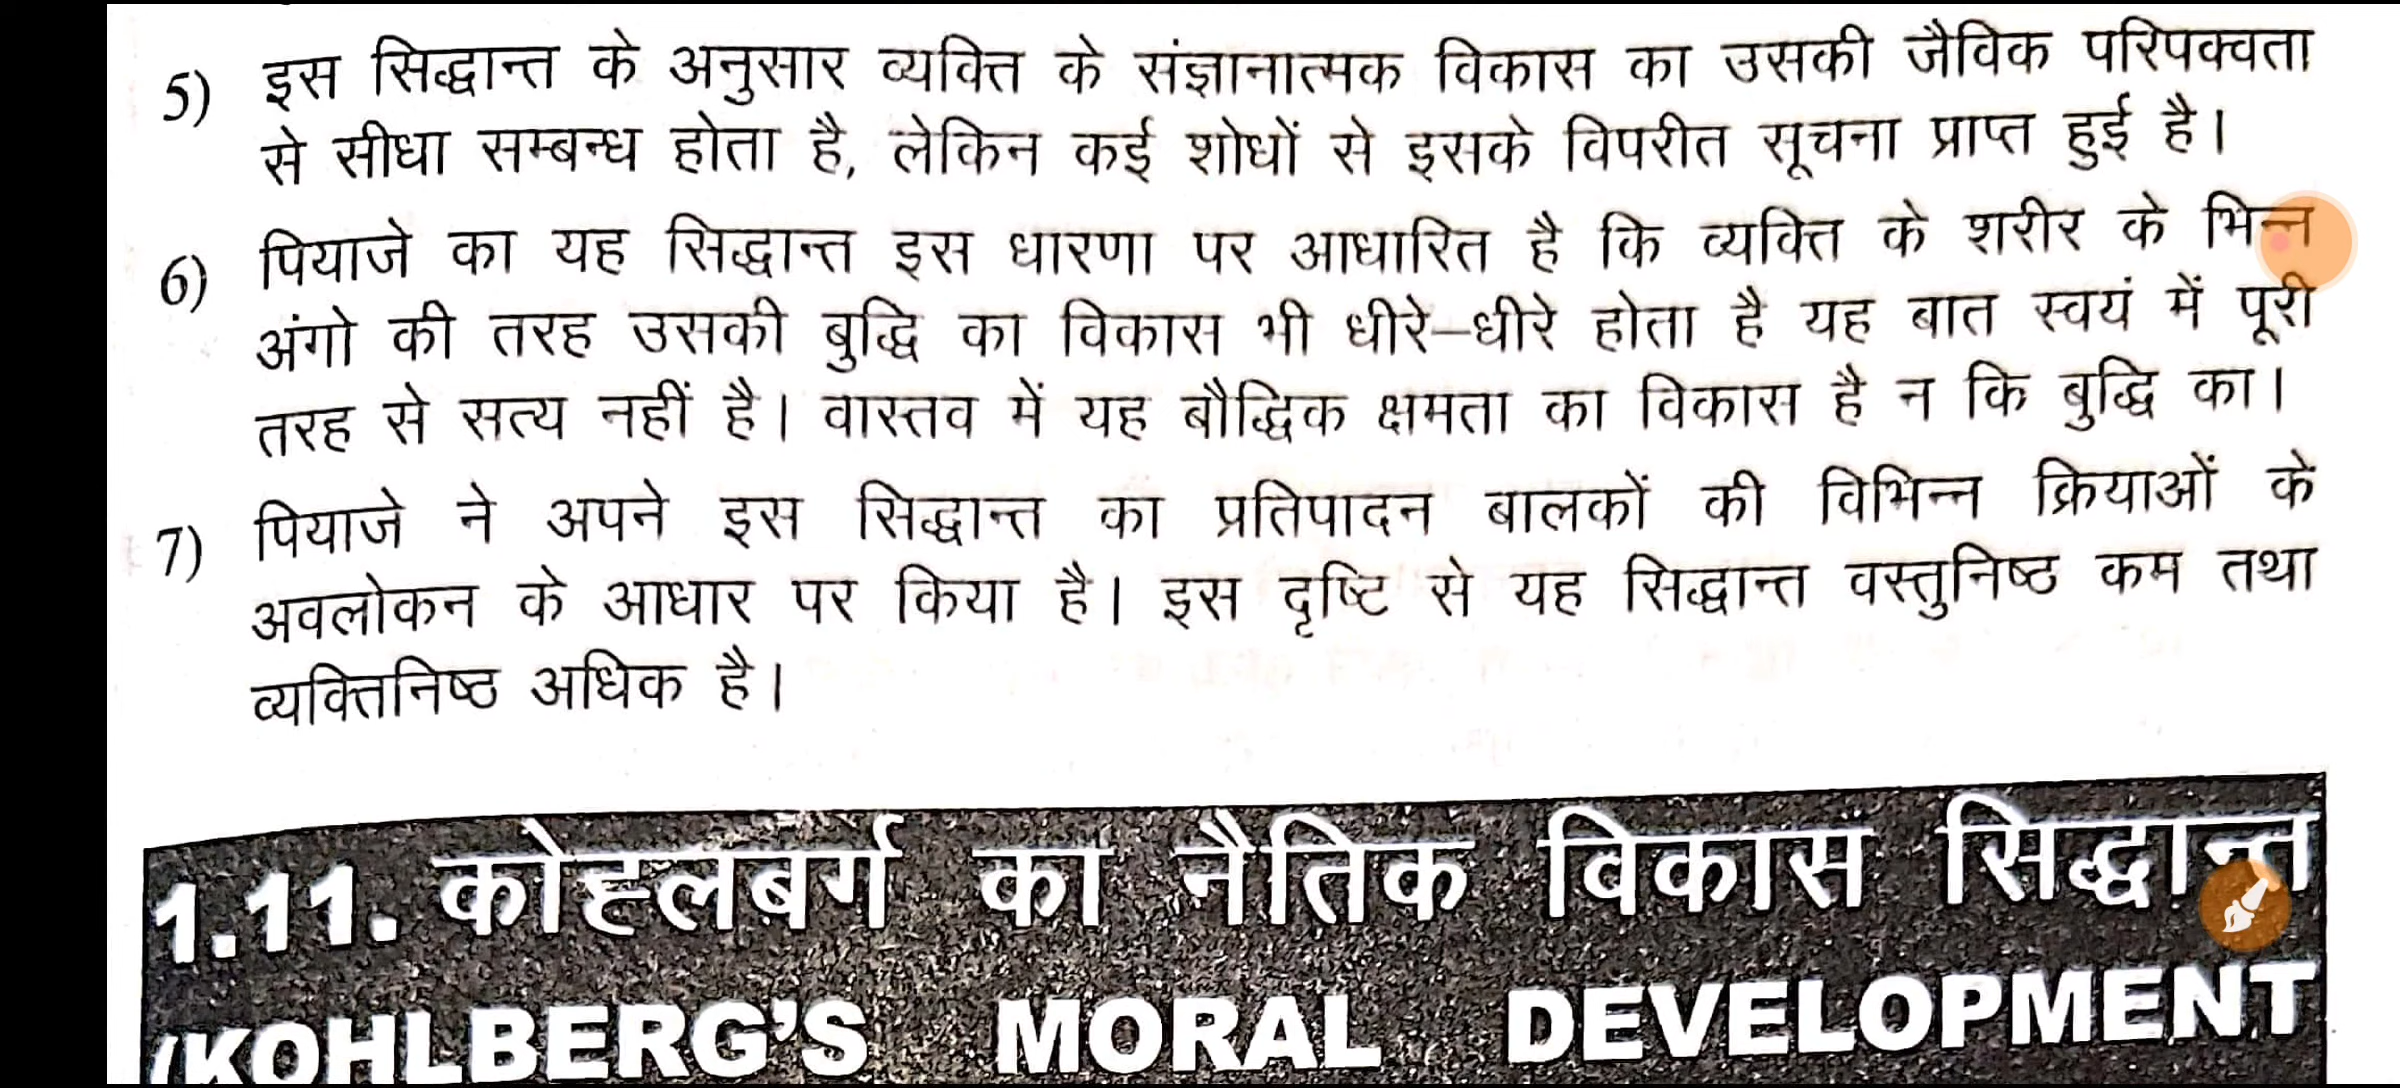 5) इस सिद्धान्त के अनुसार व्यक्ति के संज्ञानात्मक विकास का उसकी जैविक परिपक्वता
से सीधा सम्बन्ध होता है, लेकिन कई शोधों से इसके विपरीत सूचना प्राप्त हुई है।
6) पियाजे का यह सिद्धान्त इस धारणा पर आधारित है कि व्यक्ति के शरीर के भिन्न
अंगो की तरह उसकी बुद्धि का विकास भी धीरे–धीरे होता है यह बात स्वयं में पूरी
तरह से सत्य नहीं है। वास्तव में यह बौद्धिक क्षमता का विकास है न कि बुद्धि का।
7) पियाजे ने अपने इस सिद्धान्त का प्रतिपादन बालकों की विभिन्न क्रियाओं के
अवलोकन के आधार पर किया है। इस दृष्टि से यह सिद्धान्त वस्तुनिष्ठ कम तथा
व्यक्तिनिष्ठ अधिक है।
1.11. कोह्लबर्ग का नैतिक विकास सिद्धान्त
(KOHLBERG'S MORAL DEVELOPMENT